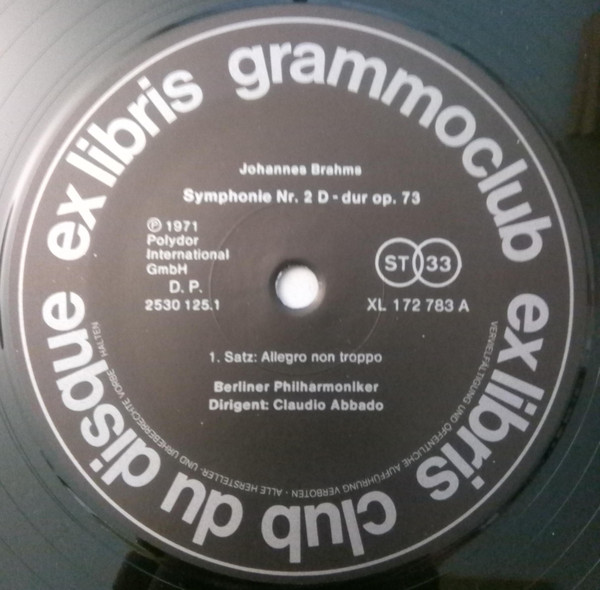 ex libris grammoclub
Johannes Brahms
Symphonie Nr. 2 D - dur op. 73
℗ 1971
Polydor
International
GmbH
D. P.
2530 125.1
ST 33
XL 172 783 A
1. Satz: Allegro non troppo
Berliner Philharmoniker
Dirigent: Claudio Abbado
ex libris club du disque
VERVIELFÄLTIGUNG UND ÖFFENTLICHE AUFFÜHRUNG VERBOTEN - ALLE HERSTELLER- UND URHEBERRECHTE VORBEHALTEN